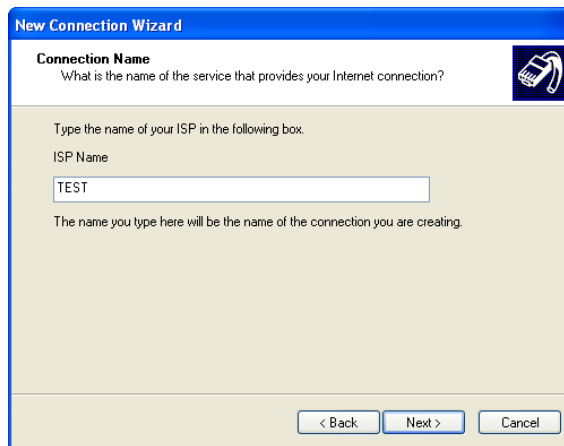 New Connection Wizard
Connection Name
What is the name of the service that provides your Internet connection?
Type the name of your ISP in the following box.
ISP Name
TEST
The name you type here will be the name of the connection you are creating.
< Back Next > Cancel